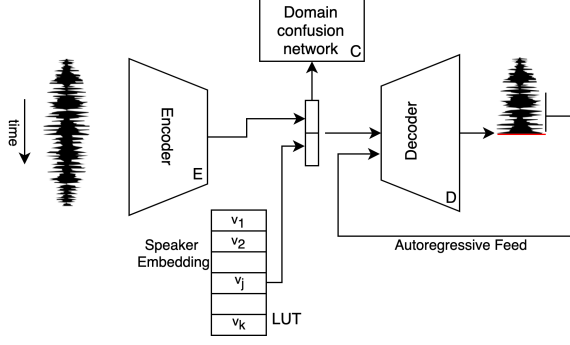 Domain
confusion
network C
time
Encoder
E
Decoder
D
Speaker
Embedding
v1
v2
vj
vk
LUT
Autoregressive Feed